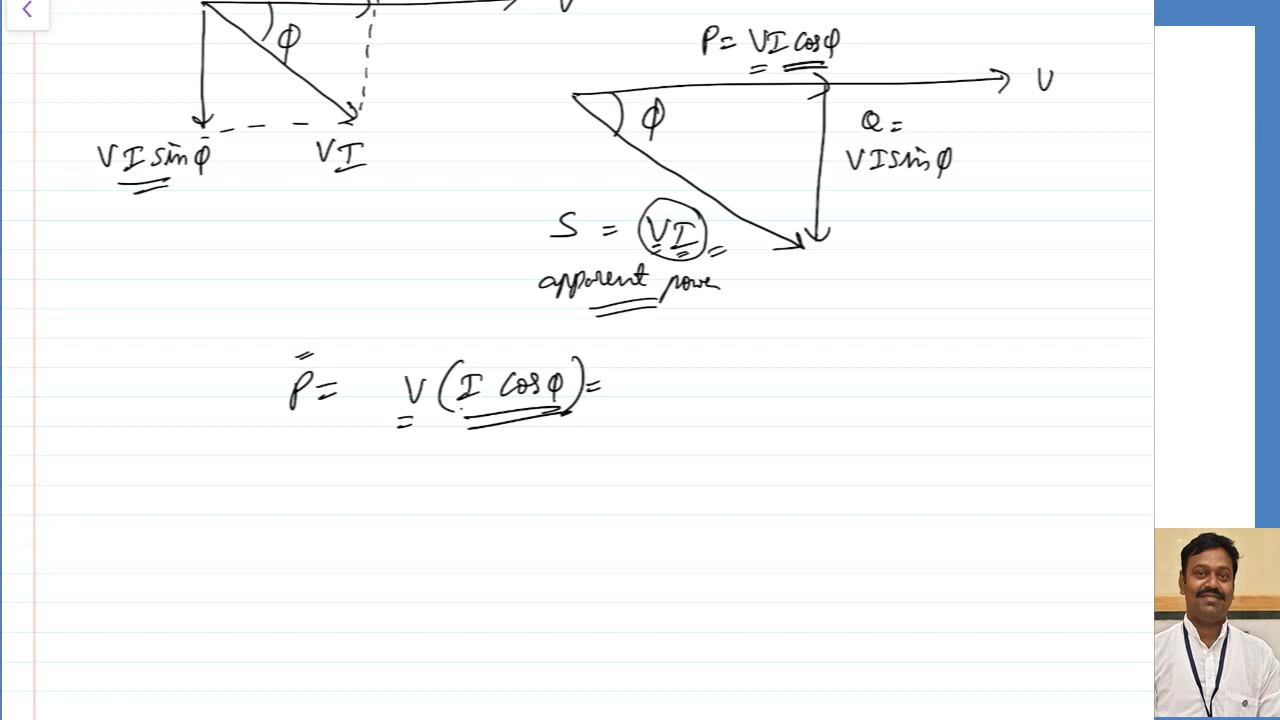 V
φ
VI sin φ
VI
P = VI cos φ
V
φ
Q =
VI sin φ
S = VI =
apparent power
P = V (I cos φ) =